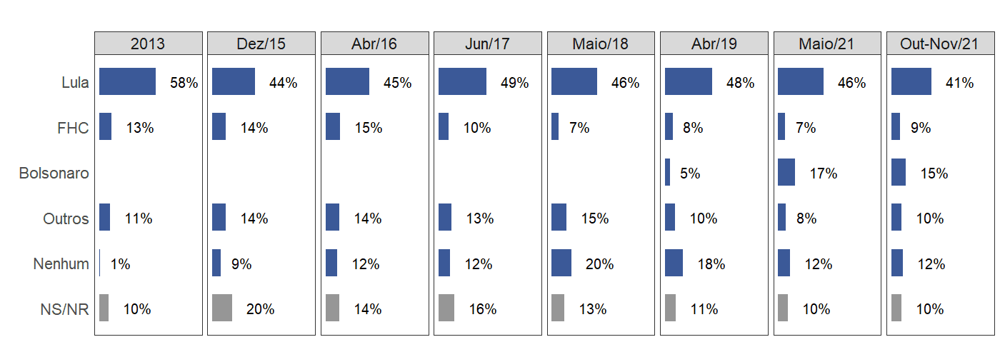 2013 Dez/15 Abr/16 Jun/17 Maio/18 Abr/19 Maio/21 Out-Nov/21
Lula 58% 44% 45% 49% 46% 48% 46% 41%
FHC 13% 14% 15% 10% 7% 8% 7% 9%
Bolsonaro 5% 17% 15%
Outros 11% 14% 14% 13% 15% 10% 8% 10%
Nenhum 1% 9% 12% 12% 20% 18% 12% 12%
NS/NR 10% 20% 14% 16% 13% 11% 10% 10%